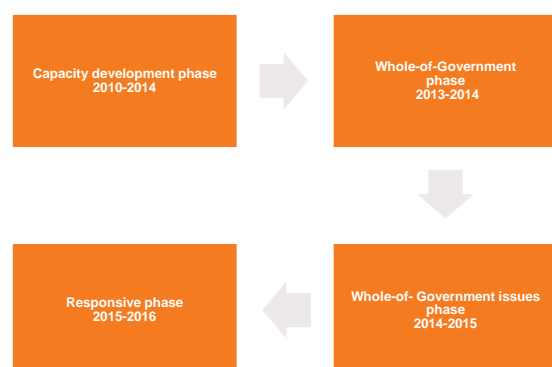 Capacity development phase
2010-2014
Whole-of-Government
phase
2013-2014
Whole-of- Government issues
phase
2014-2015
Responsive phase
2015-2016